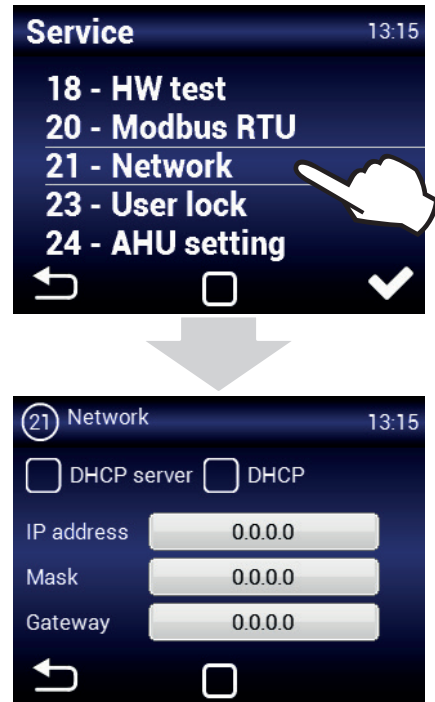 Service 13:15
18 - HW test
20 - Modbus RTU
21 - Network
23 - User lock
24 - AHU setting
21 Network 13:15
DHCP server DHCP
IP address 0.0.0.0
Mask 0.0.0.0
Gateway 0.0.0.0